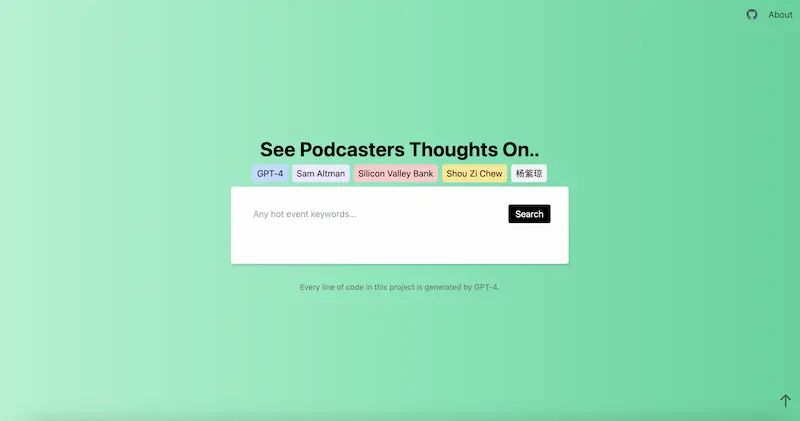 About
See Podcasters Thoughts On..
GPT-4 Sam Altman Silicon Valley Bank Shou Zi Chew 杨紫琼
Any hot event keywords...
Search
Every line of code in this project is generated by GPT-4.